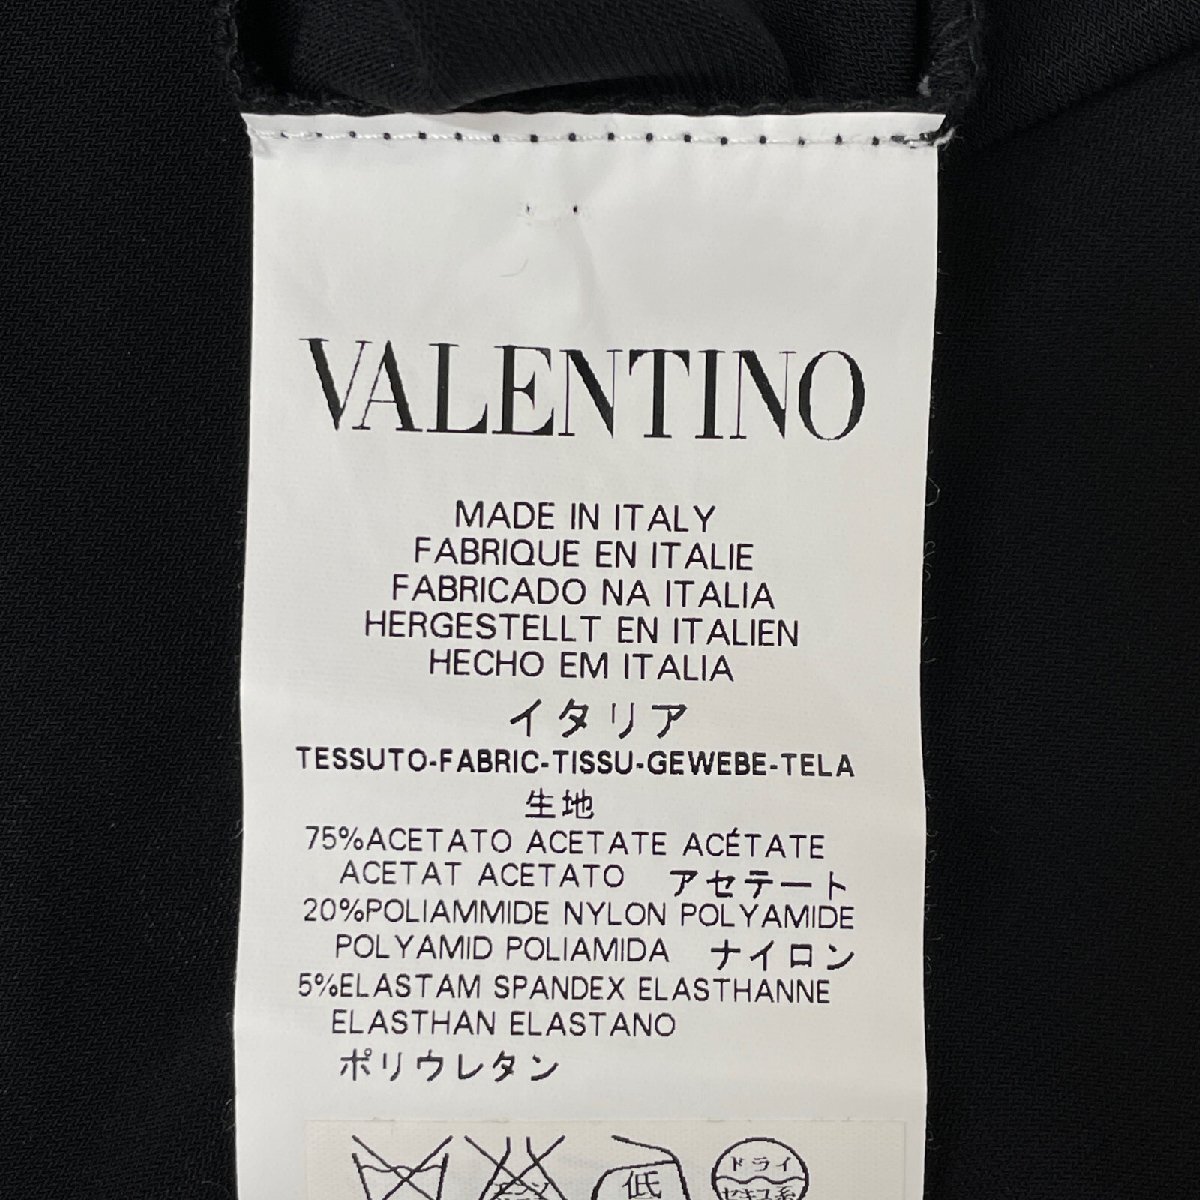 VALENTINO
MADE IN ITALY
FABRIQUE EN ITALIE
FABRICADO NA ITALIA
HERGESTELLT EN ITALIEN
HECHO EM ITALIA
イタリア
TESSUTO-FABRIC-TISSU-GEWEBE-TELA
生地
75%ACETATO ACETATE ACÉTATE
ACETAT ACETATO アセテート
20%POLIAMMIDE NYLON POLYAMIDE
POLYAMID POLIAMIDA ナイロン
5%ELASTAM SPANDEX ELASTHANNE
ELASTHAN ELASTANO
ポリウレタン
低
ドライ